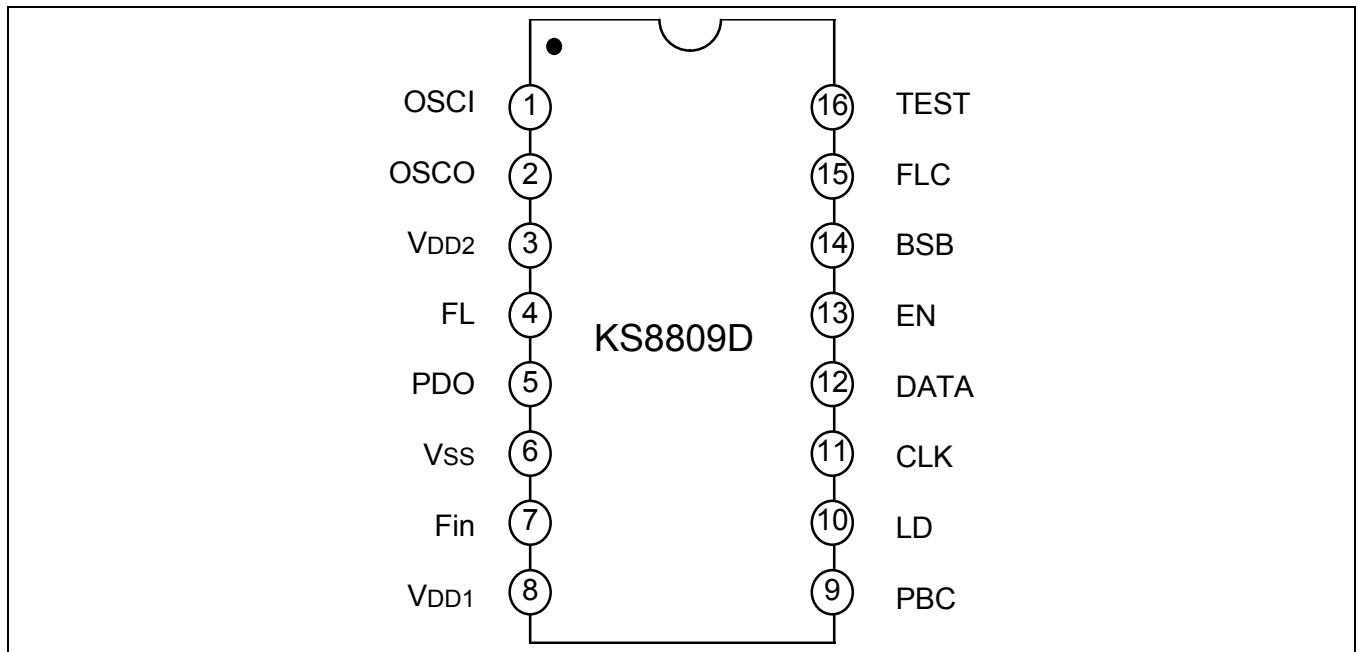 OSCI 1 16 TEST
OSCO 2 15 FLC
VDD2 3 14 BSB
FL 4 13 EN
KS8809D
PDO 5 12 DATA
VSS 6 11 CLK
Fin 7 10 LD
VDD1 8 9 PBC